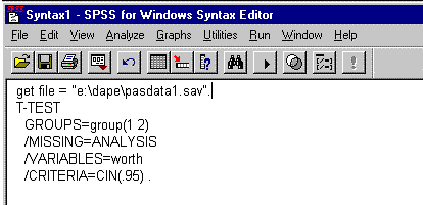 Syntax1 - SPSS for Windows Syntax Editor
File Edit View Analyze Graphs Utilities Run Window Help
get file = "e:\dape\pasdata1.sav".
T-TEST
GROUPS=group(1 2)
/MISSING=ANALYSIS
/VARIABLES=worth
/CRITERIA=CIN(.95) .